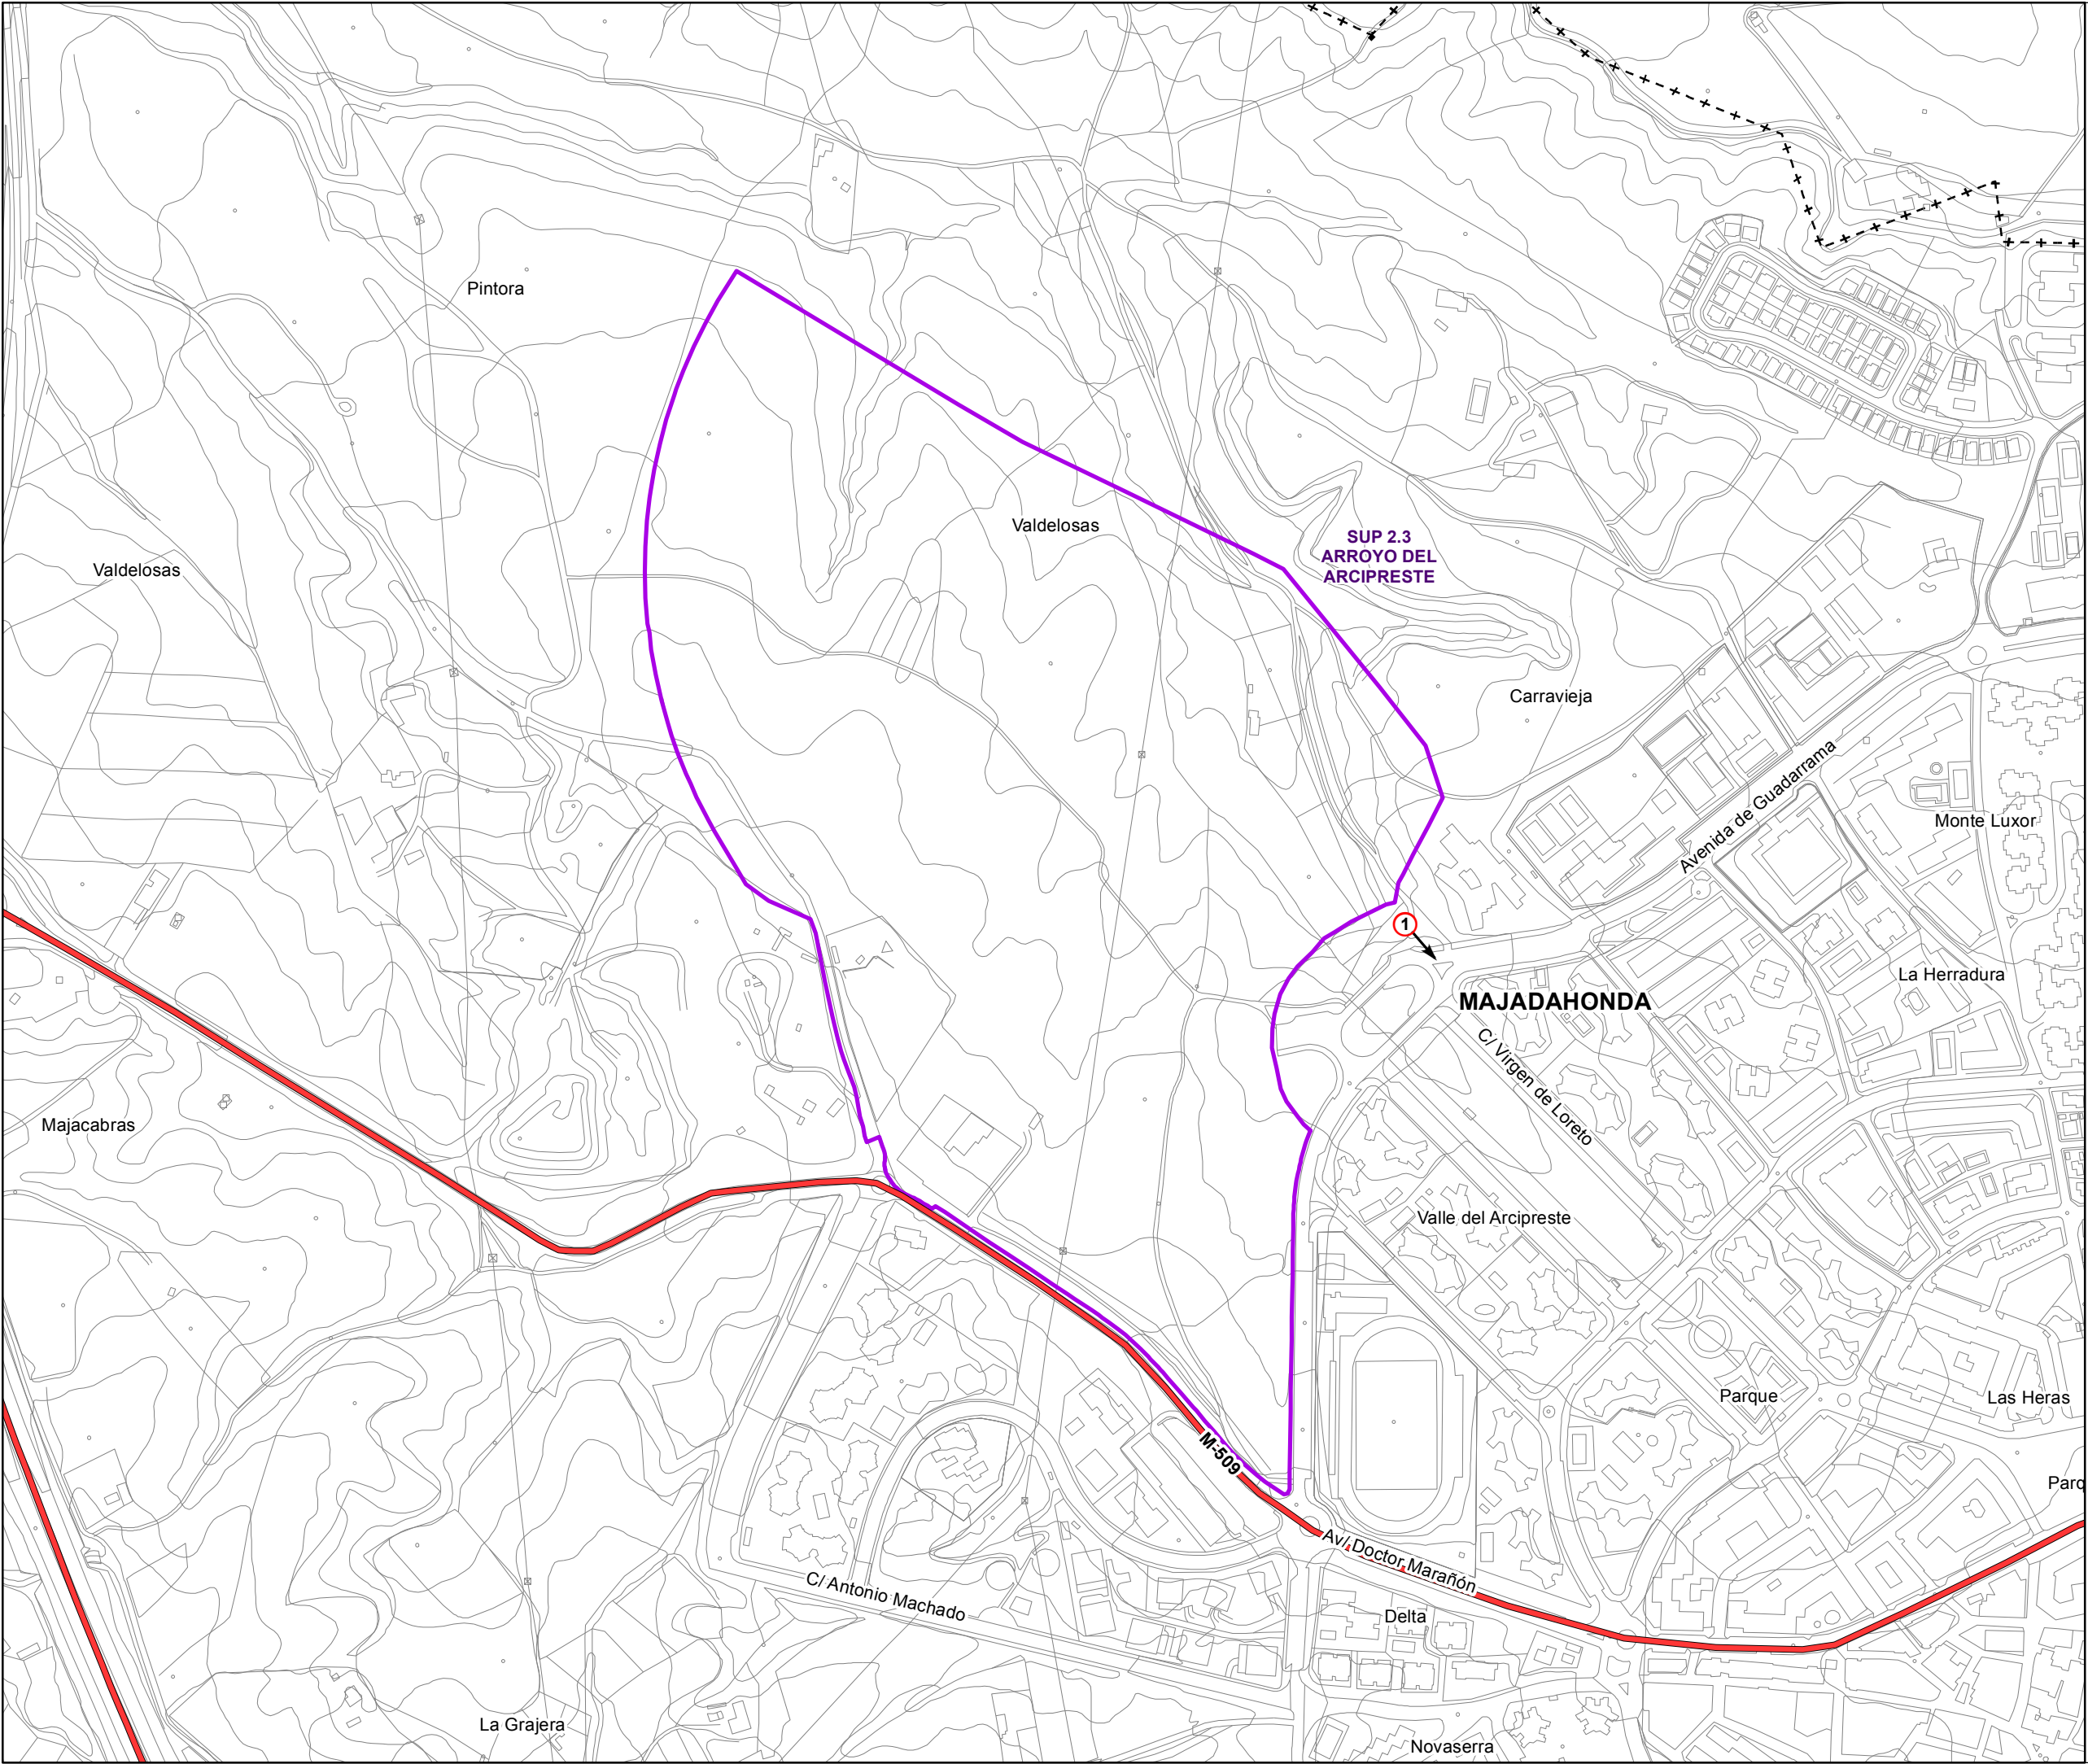 Pintora
Valdelosas
SUP 2.3
ARROYO DEL
ARCIPRESTE
Valdelosas
Carravieja
Avenida de Guadarrama
Monte Luxor
1
La Herradura
MAJADAHONDA
C/ Virgen de Loreto
Majacabras
Valle del Arcipreste
Parque
Las Heras
M-509
Parq
Av/ Doctor Marañón
C/ Antonio Machado
Delta
La Grajera
Novaserra